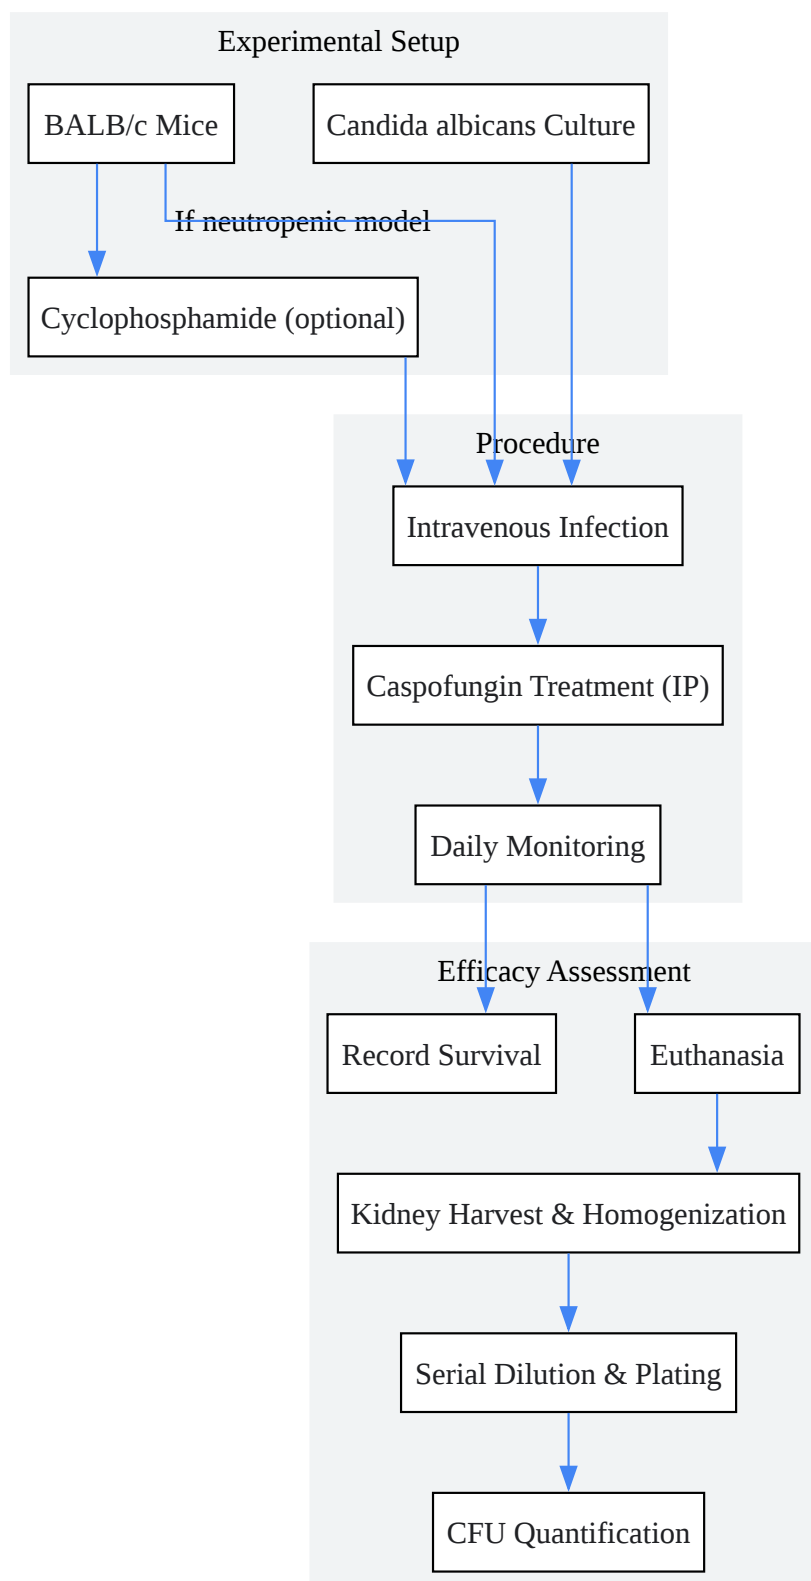 Experimental Setup
BALB/c Mice
Candida albicans Culture
If neutropenic model
Cyclophosphamide (optional)
Procedure
Intravenous Infection
Caspofungin Treatment (IP)
Daily Monitoring
Efficacy Assessment
Record Survival
Euthanasia
Kidney Harvest & Homogenization
Serial Dilution & Plating
CFU Quantification